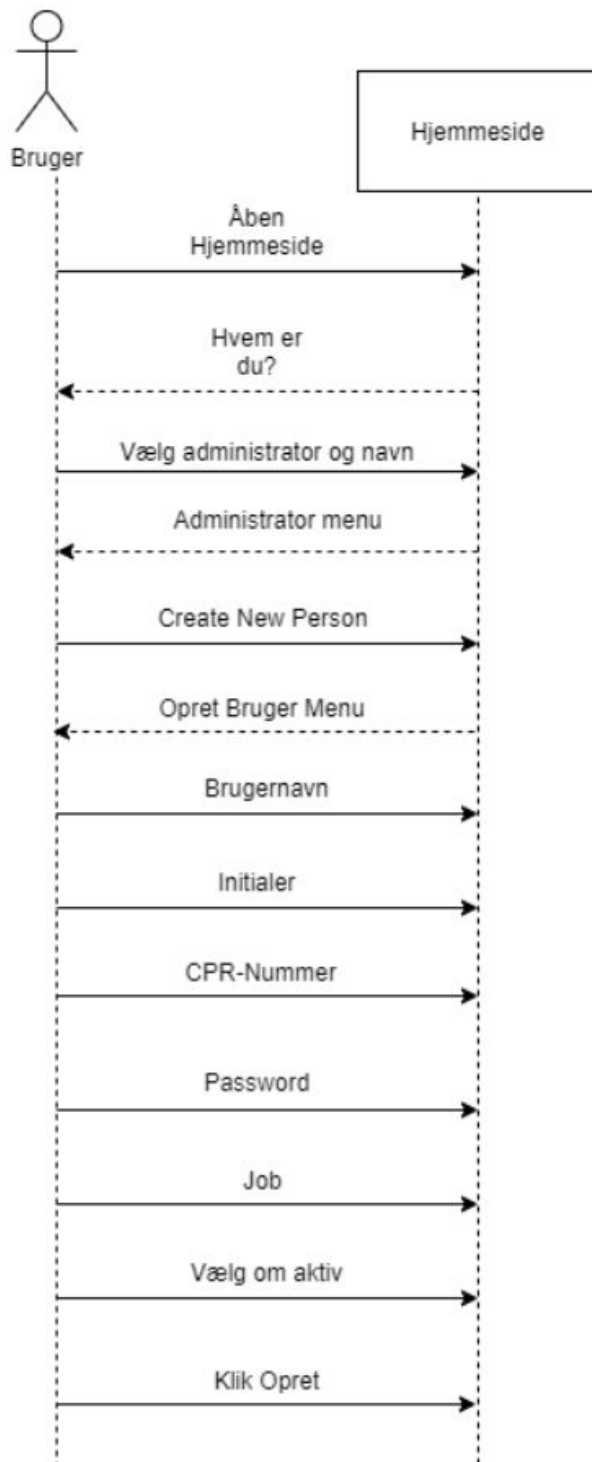 Bruger
Hjemmeside
Åben
Hjemmeside
Hvem er
du?
Vælg administrator og navn
Administrator menu
Create New Person
Opret Bruger Menu
Brugernavn
Initialer
CPR-Nummer
Password
Job
Vælg om aktiv
Klik Opret